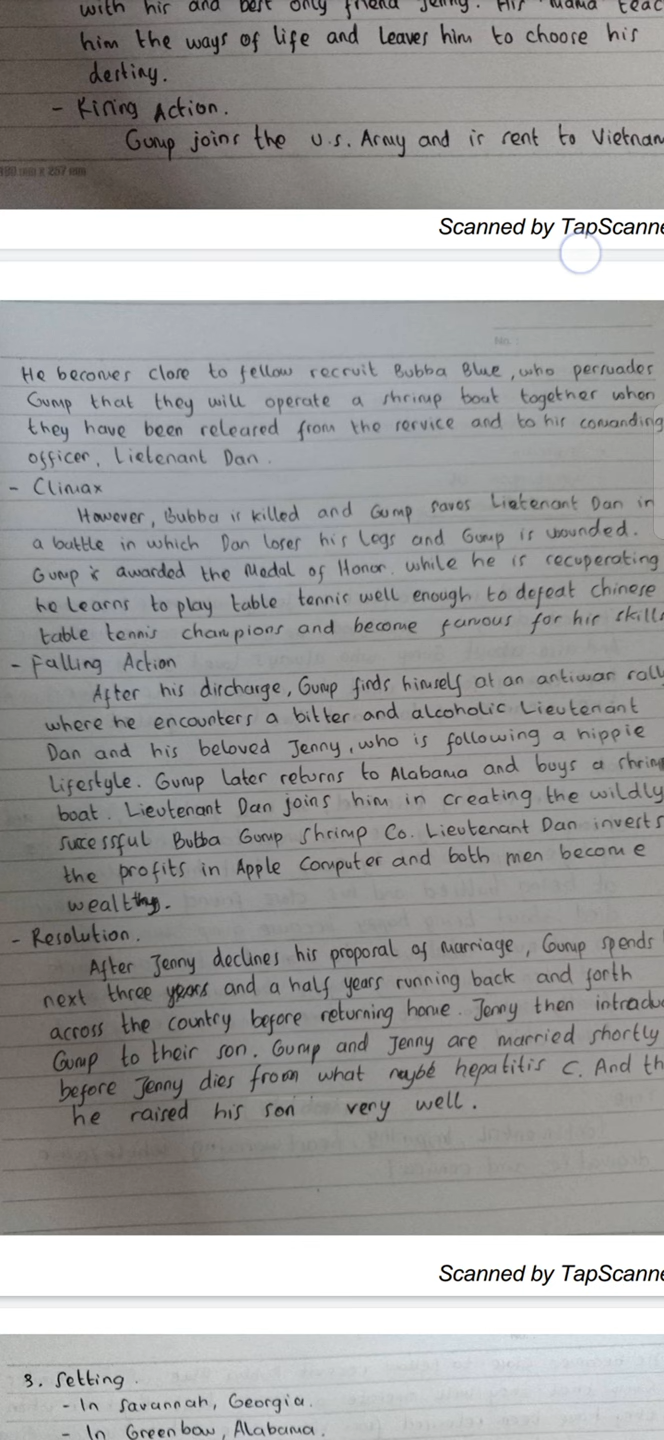 with his and best only friend Jenny. His Mama teac
him the ways of life and leaves him to choose his
destiny.
- Rising Action.
Gump joins the U.S. Army and is sent to Vietnam
He becomes close to fellow recruit Bubba Blue, who persuades
Gump that they will operate a shrimp boat together when
they have been released from the service and to his comanding
officer, Lietenant Dan.
- Climax
However, Bubba is killed and Gump saves Lietenant Dan in
a battle in which Dan loses his legs and Gump is wounded.
Gump is awarded the Medal of Honor. While he is recuperating
he learns to play table tennis well enough to defeat chinese
table tennis champions and become famous for his skill
- Falling Action
After his discharge, Gump finds himself at an antiwar rall
where he encounters a bitter and alcoholic Lieutenant
Dan and his beloved Jenny, who is following a hippie
lifestyle. Gump later returns to Alabama and buys a shrim
boat. Lieutenant Dan joins him in creating the wildly
successful Bubba Gump Shrimp Co. Lieutenant Dan inverts
the profits in Apple Computer and both men become
wealthy.
- Resolution.
After Jenny declines his proposal of marriage, Gump spends
next three years and a half years running back and forth
across the country before returning home. Jenny then introdu
Gump to their son. Gump and Jenny are married shortly
before Jenny dies from what maybe hepatitis C. And th
he raised his son very well.
Scanned by TapScanne
No.
Scanned by TapScanne
3. Setting.
- In Savannah, Georgia.
- In Greenbow, Alabama.